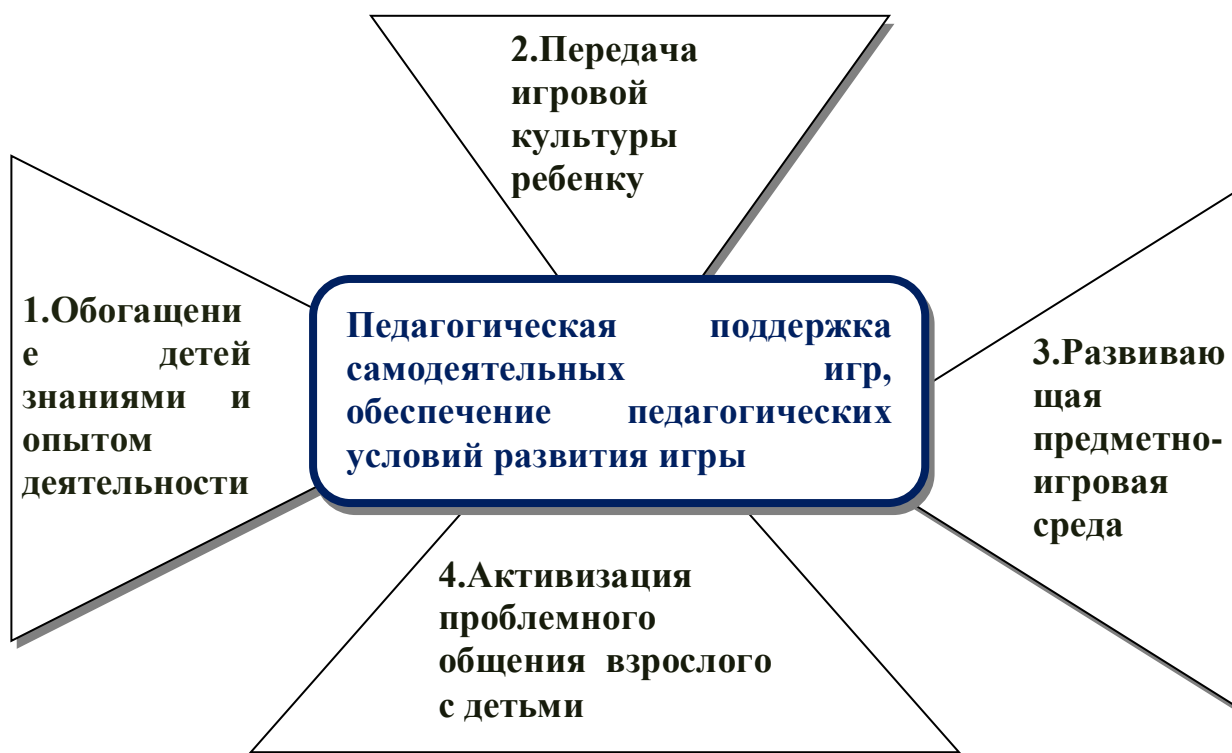 2.Передача
игровой
культуры
ребенку
1.Обогащени
е детей
знаниями и
опытом
деятельности
Педагогическая поддержка
самодеятельных игр,
обеспечение педагогических
условий развития игры
3.Развиваю
щая
предметно-
игровая
среда
4.Активизация
проблемного
общения взрослого
с детьми